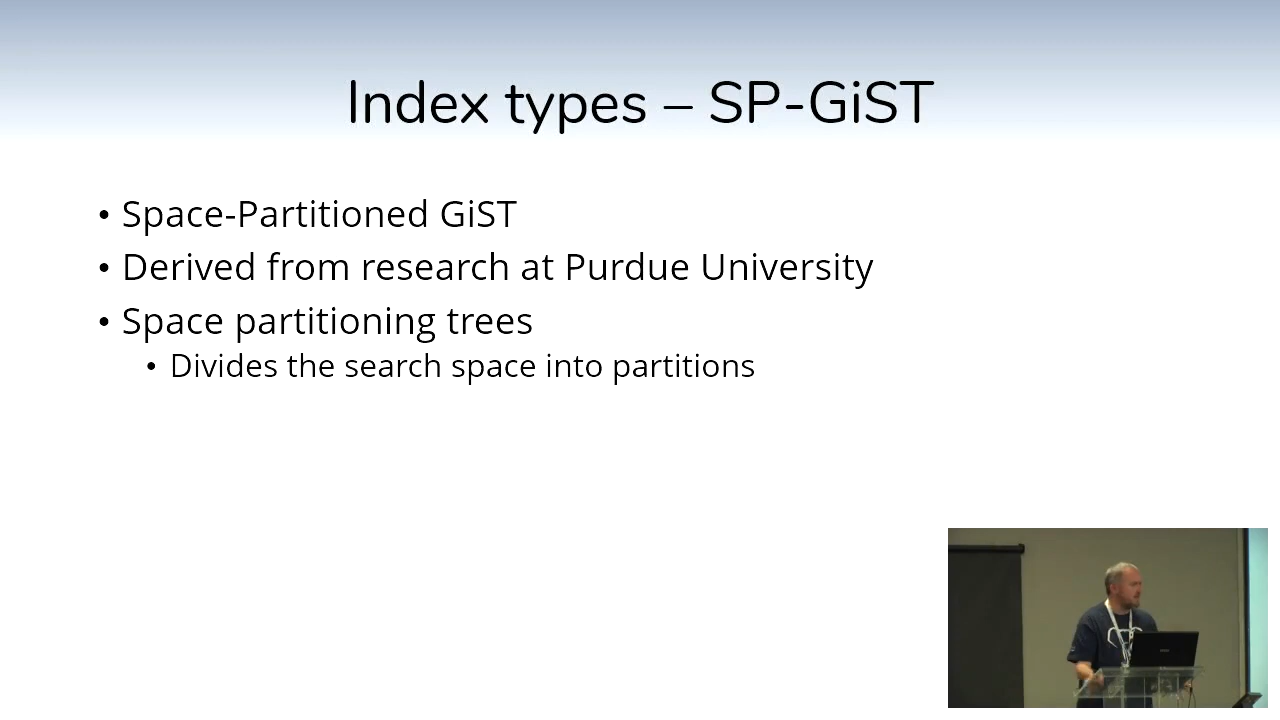 Index types – SP-GiST
• Space-Partitioned GiST
• Derived from research at Purdue University
• Space partitioning trees
• Divides the search space into partitions